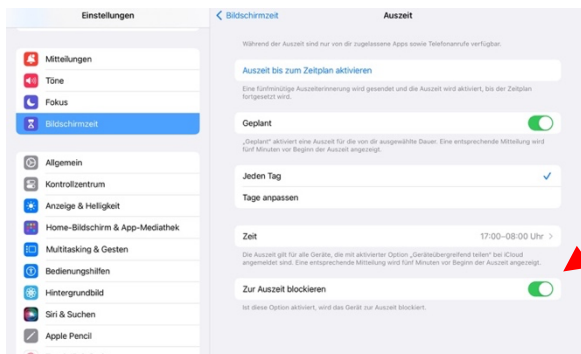 Einstellungen
Mitteilungen
Töne
Fokus
Bildschirmzeit
Allgemein
Kontrollzentrum
Anzeige & Helligkeit
Home-Bildschirm & App-Mediathek
Multitasking & Gesten
Bedienungshilfen
Hintergrundbild
Siri & Suchen
Apple Pencil
Bildschirmzeit
Auszeit
Während der Auszeit sind nur von dir zugelassene Apps sowie Telefonanrufe verfügbar.
Auszeit bis zum Zeitplan aktivieren
Eine fünfminütige Auszeiterinnerung wird gesendet und die Auszeit wird aktiviert, bis der Zeitplan
fortgesetzt wird.
Geplant
„Geplant“ aktiviert eine Auszeit für die von dir ausgewählte Dauer. Eine entsprechende Mitteilung wird
fünf Minuten vor Beginn der Auszeit angezeigt.
Jeden Tag
Tage anpassen
Zeit 17:00–08:00 Uhr
Die Auszeit gilt für alle Geräte, die mit aktivierter Option „Geräteübergreifend teilen“ bei iCloud
angemeldet sind. Eine entsprechende Mitteilung wird fünf Minuten vor Beginn der Auszeit angezeigt.
Zur Auszeit blockieren
Ist diese Option aktiviert, wird das Gerät zur Auszeit blockiert.